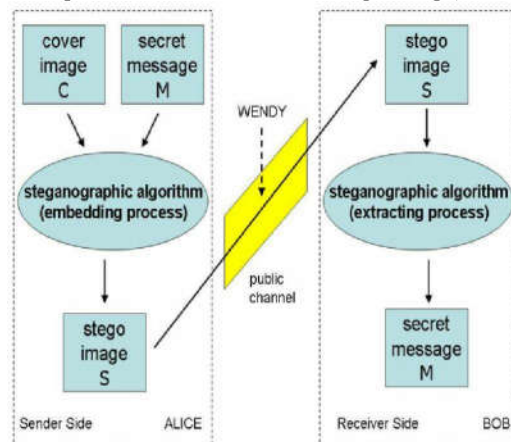 cover
image
C
secret
message
M
steganographic algorithm
(embedding process)
stego
image
S
Sender Side
ALICE
WENDY
public
channel
stego
image
S
steganographic algorithm
(extracting process)
secret
message
M
Receiver Side
BOB